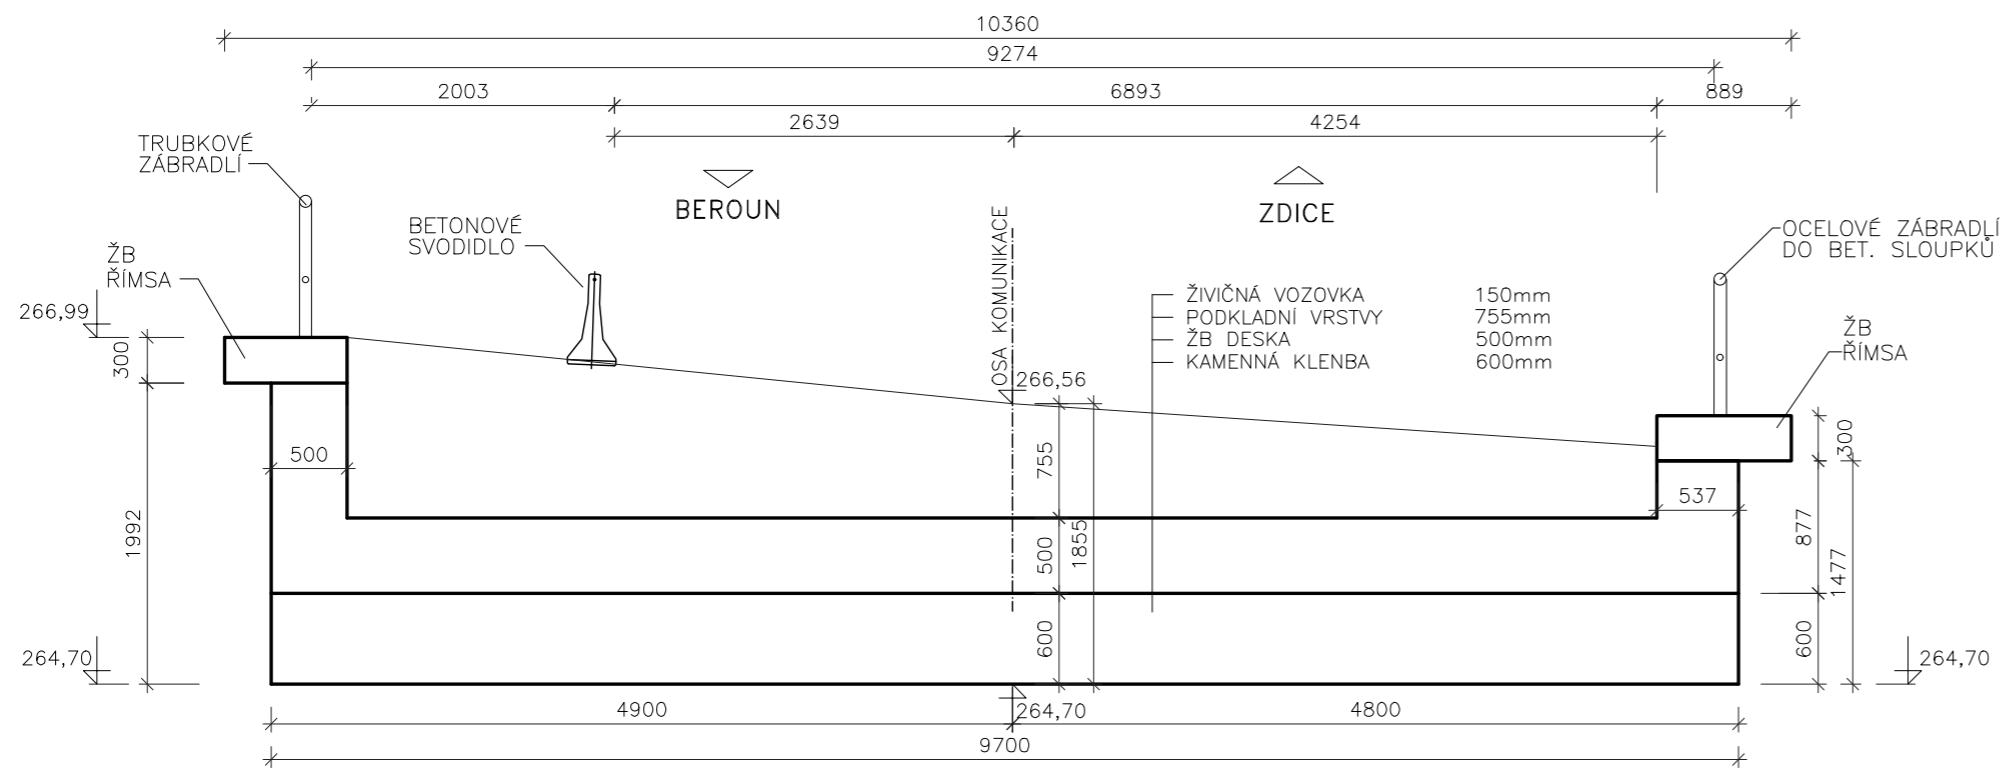 10360
9274
2003
6893
889
2639
4254
TRUBKOVÉ
ZÁBRADLÍ
BEROUN
ZDICE
BETONOVÉ
SVODIDLO
OSA KOMUNIKACE
OCELOVÉ ZÁBRADLÍ
DO BET. SLOUPKŮ
ŽB
ŘÍMSA
ŽIVIČNÁ VOZOVKA 150mm
PODKLADNÍ VRSTVY 755mm
ŽB DESKA 500mm
KAMENNÁ KLENBA 600mm
266,99
ŽB
ŘÍMSA
300
266,56
300
500
755
537
1992
500
1855
877
1477
600
600
264,70
264,70
4900
264,70
4800
9700